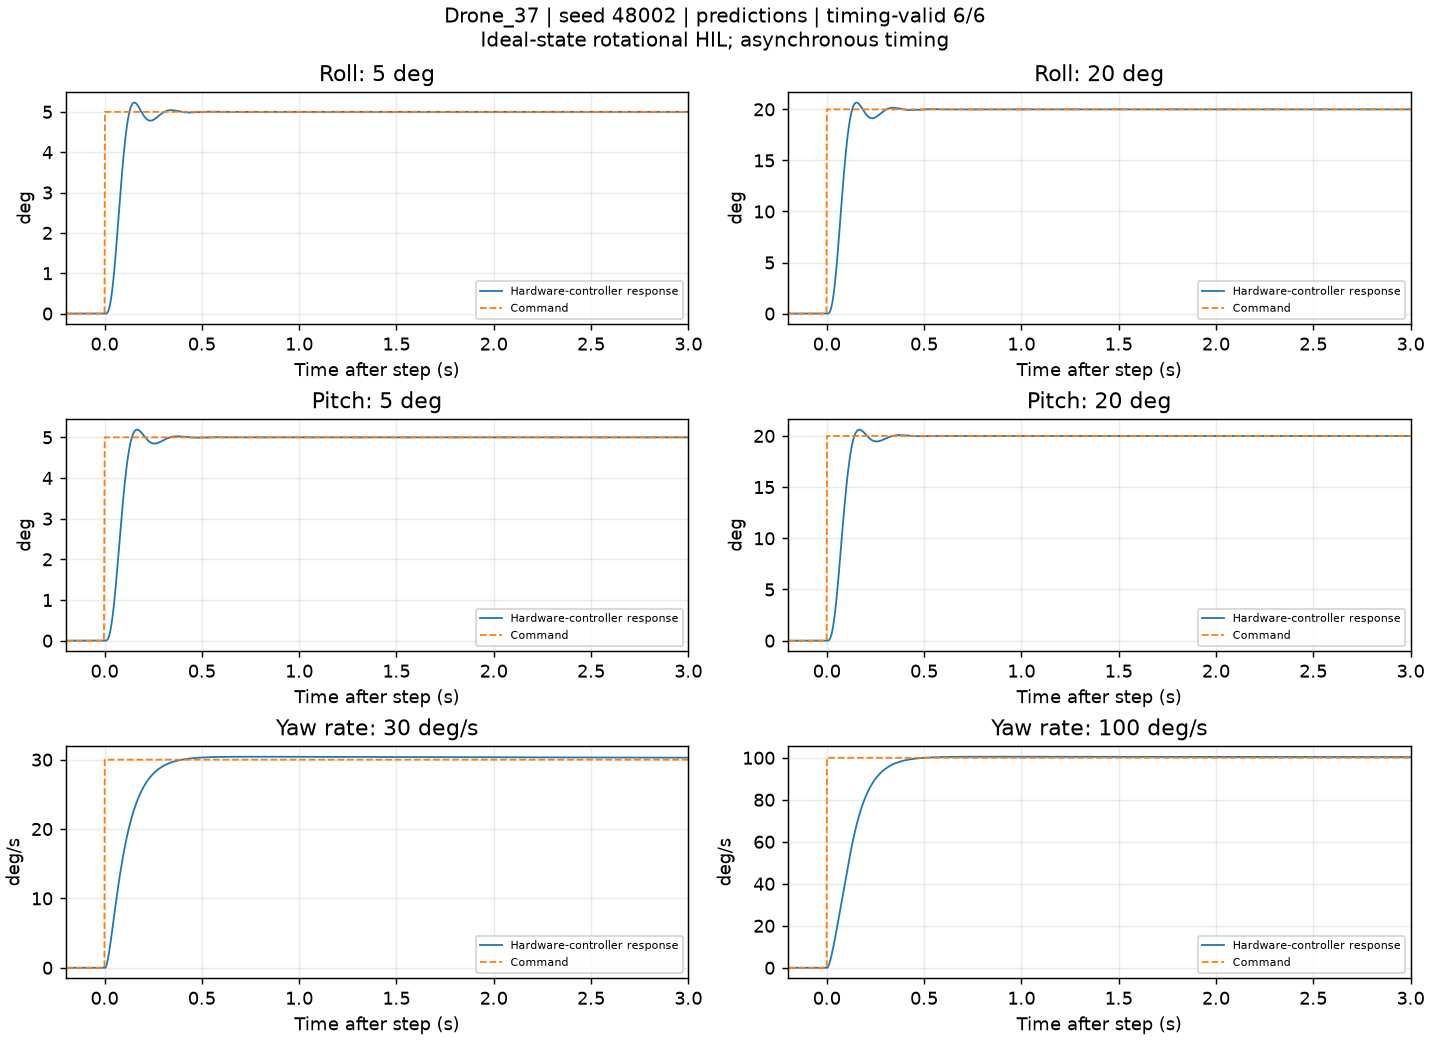 Drone_37 | seed 48002 | predictions | timing-valid 6/6
Ideal-state rotational HIL; asynchronous timing
Roll: 5 deg
deg
5
4
3
2
1
0
Hardware-controller response
Command
0.0 0.5 1.0 1.5 2.0 2.5 3.0
Time after step (s)
Roll: 20 deg
deg
20
15
10
5
0
Hardware-controller response
Command
0.0 0.5 1.0 1.5 2.0 2.5 3.0
Time after step (s)
Pitch: 5 deg
deg
5
4
3
2
1
0
Hardware-controller response
Command
0.0 0.5 1.0 1.5 2.0 2.5 3.0
Time after step (s)
Pitch: 20 deg
deg
20
15
10
5
0
Hardware-controller response
Command
0.0 0.5 1.0 1.5 2.0 2.5 3.0
Time after step (s)
Yaw rate: 30 deg/s
deg/s
30
20
10
0
Hardware-controller response
Command
0.0 0.5 1.0 1.5 2.0 2.5 3.0
Time after step (s)
Yaw rate: 100 deg/s
deg/s
100
80
60
40
20
0
Hardware-controller response
Command
0.0 0.5 1.0 1.5 2.0 2.5 3.0
Time after step (s)